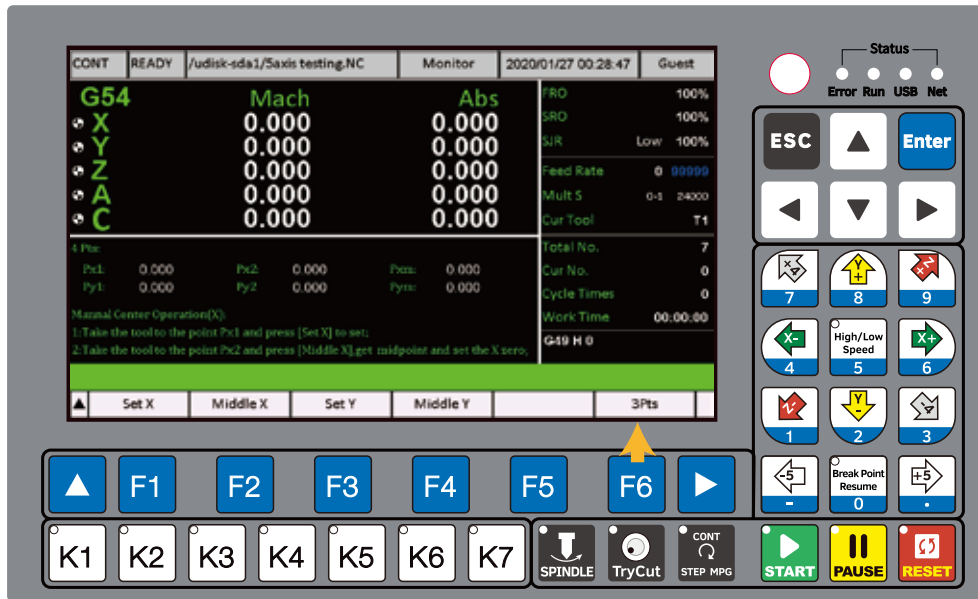 Status
Error Run USB Net
CONT READY /udisk-sda1/5axis testing.NC Monitor 2020/01/27 00:28:47 Guest
G54 Mach Abs
X 0.000 0.000
Y 0.000 0.000
Z 0.000 0.000
A 0.000 0.000
C 0.000 0.000
FRO 100%
SRO 100%
SJR Low 100%
Feed Rate 0 99999
Mult S 0-1 24000
Cur Tool T1
Total No. 7
Cur No. 0
Cycle Times 0
Work Time 00:00:00
G49 H 0
4 Pts:
Px1: 0.000 Px2: 0.000 Pxm: 0.000
Py1: 0.000 Py2 0.000 Pym: 0.000
Manual Center Operation(X):
1:Take the tool to the point Px1 and press [Set X] to set;
2:Take the tool to the point Px2 and press [Middle X],get midpoint and set the X zero;
Set X Middle X Set Y Middle Y 3Pts
F1 F2 F3 F4 F5 F6
K1 K2 K3 K4 K5 K6 K7
SPINDLE
TryCut
CONT
STEP MPG
START
PAUSE
RESET
ESC
Enter
7
Y
+
8
9
X-
4
High/Low
Speed
5
X+
6
1
Y
-
2
3
-5
-
Break Point
Resume
0
+5
.